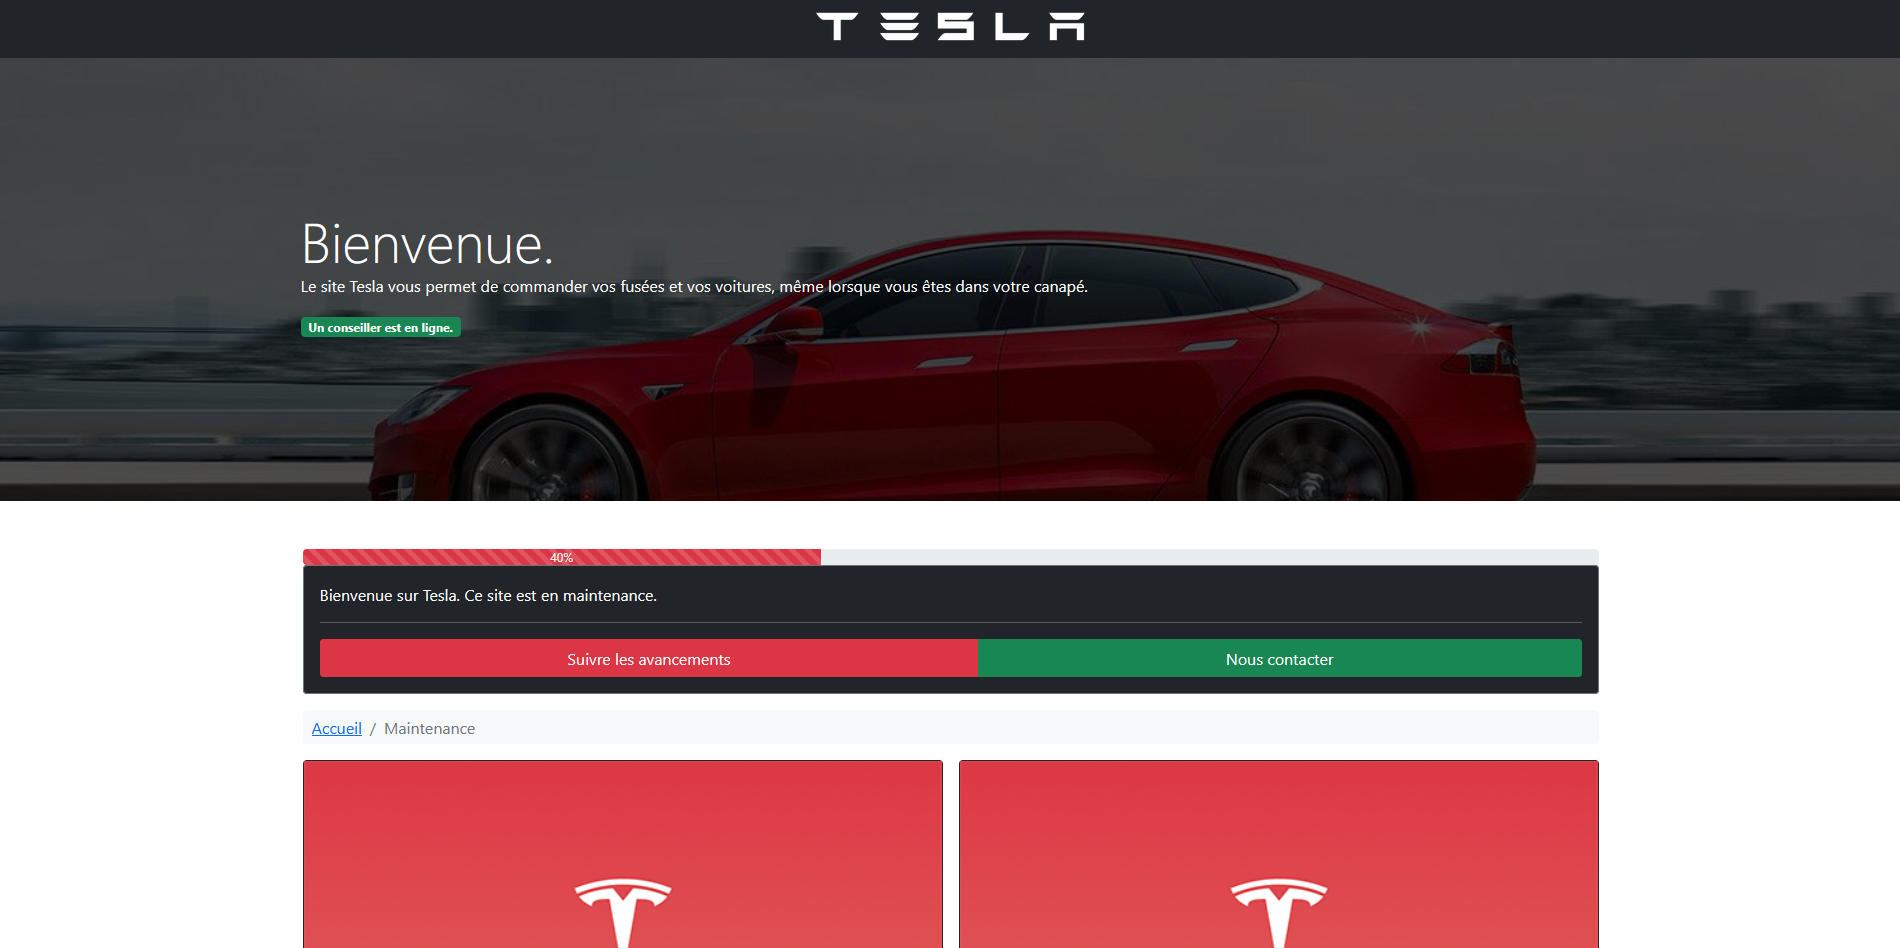 TESLA
Bienvenue.
Le site Tesla vous permet de commander vos fusées et vos voitures, même lorsque vous êtes dans votre canapé.
Un conseiller est en ligne.
40%
Bienvenue sur Tesla. Ce site est en maintenance.
Suivre les avancements
Nous contacter
Accueil / Maintenance